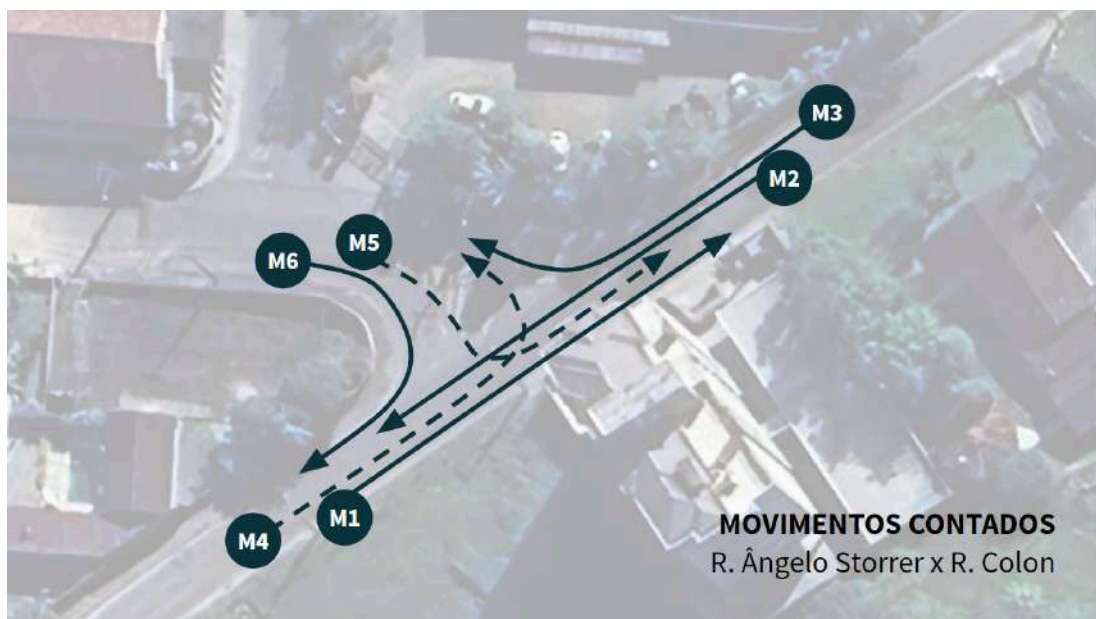 M3
M2
M5
M6
M1
M4
MOVIMENTOS CONTADOS
R. Ângelo Storrer x R. Colon